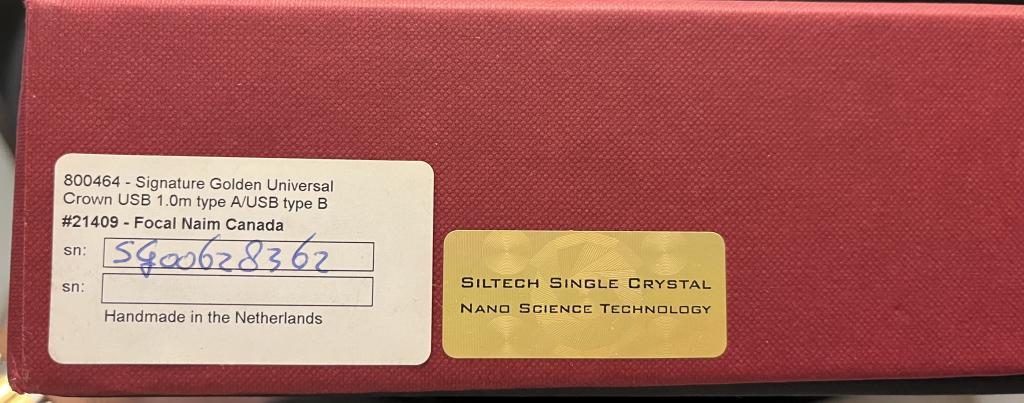 800464 - Signature Golden Universal
Crown USB 1.0m type A/USB type B
#21409 - Focal Naim Canada
sn: SG00628362
sn:
Handmade in the Netherlands
SILTECH SINGLE CRYSTAL
NANO SCIENCE TECHNOLOGY